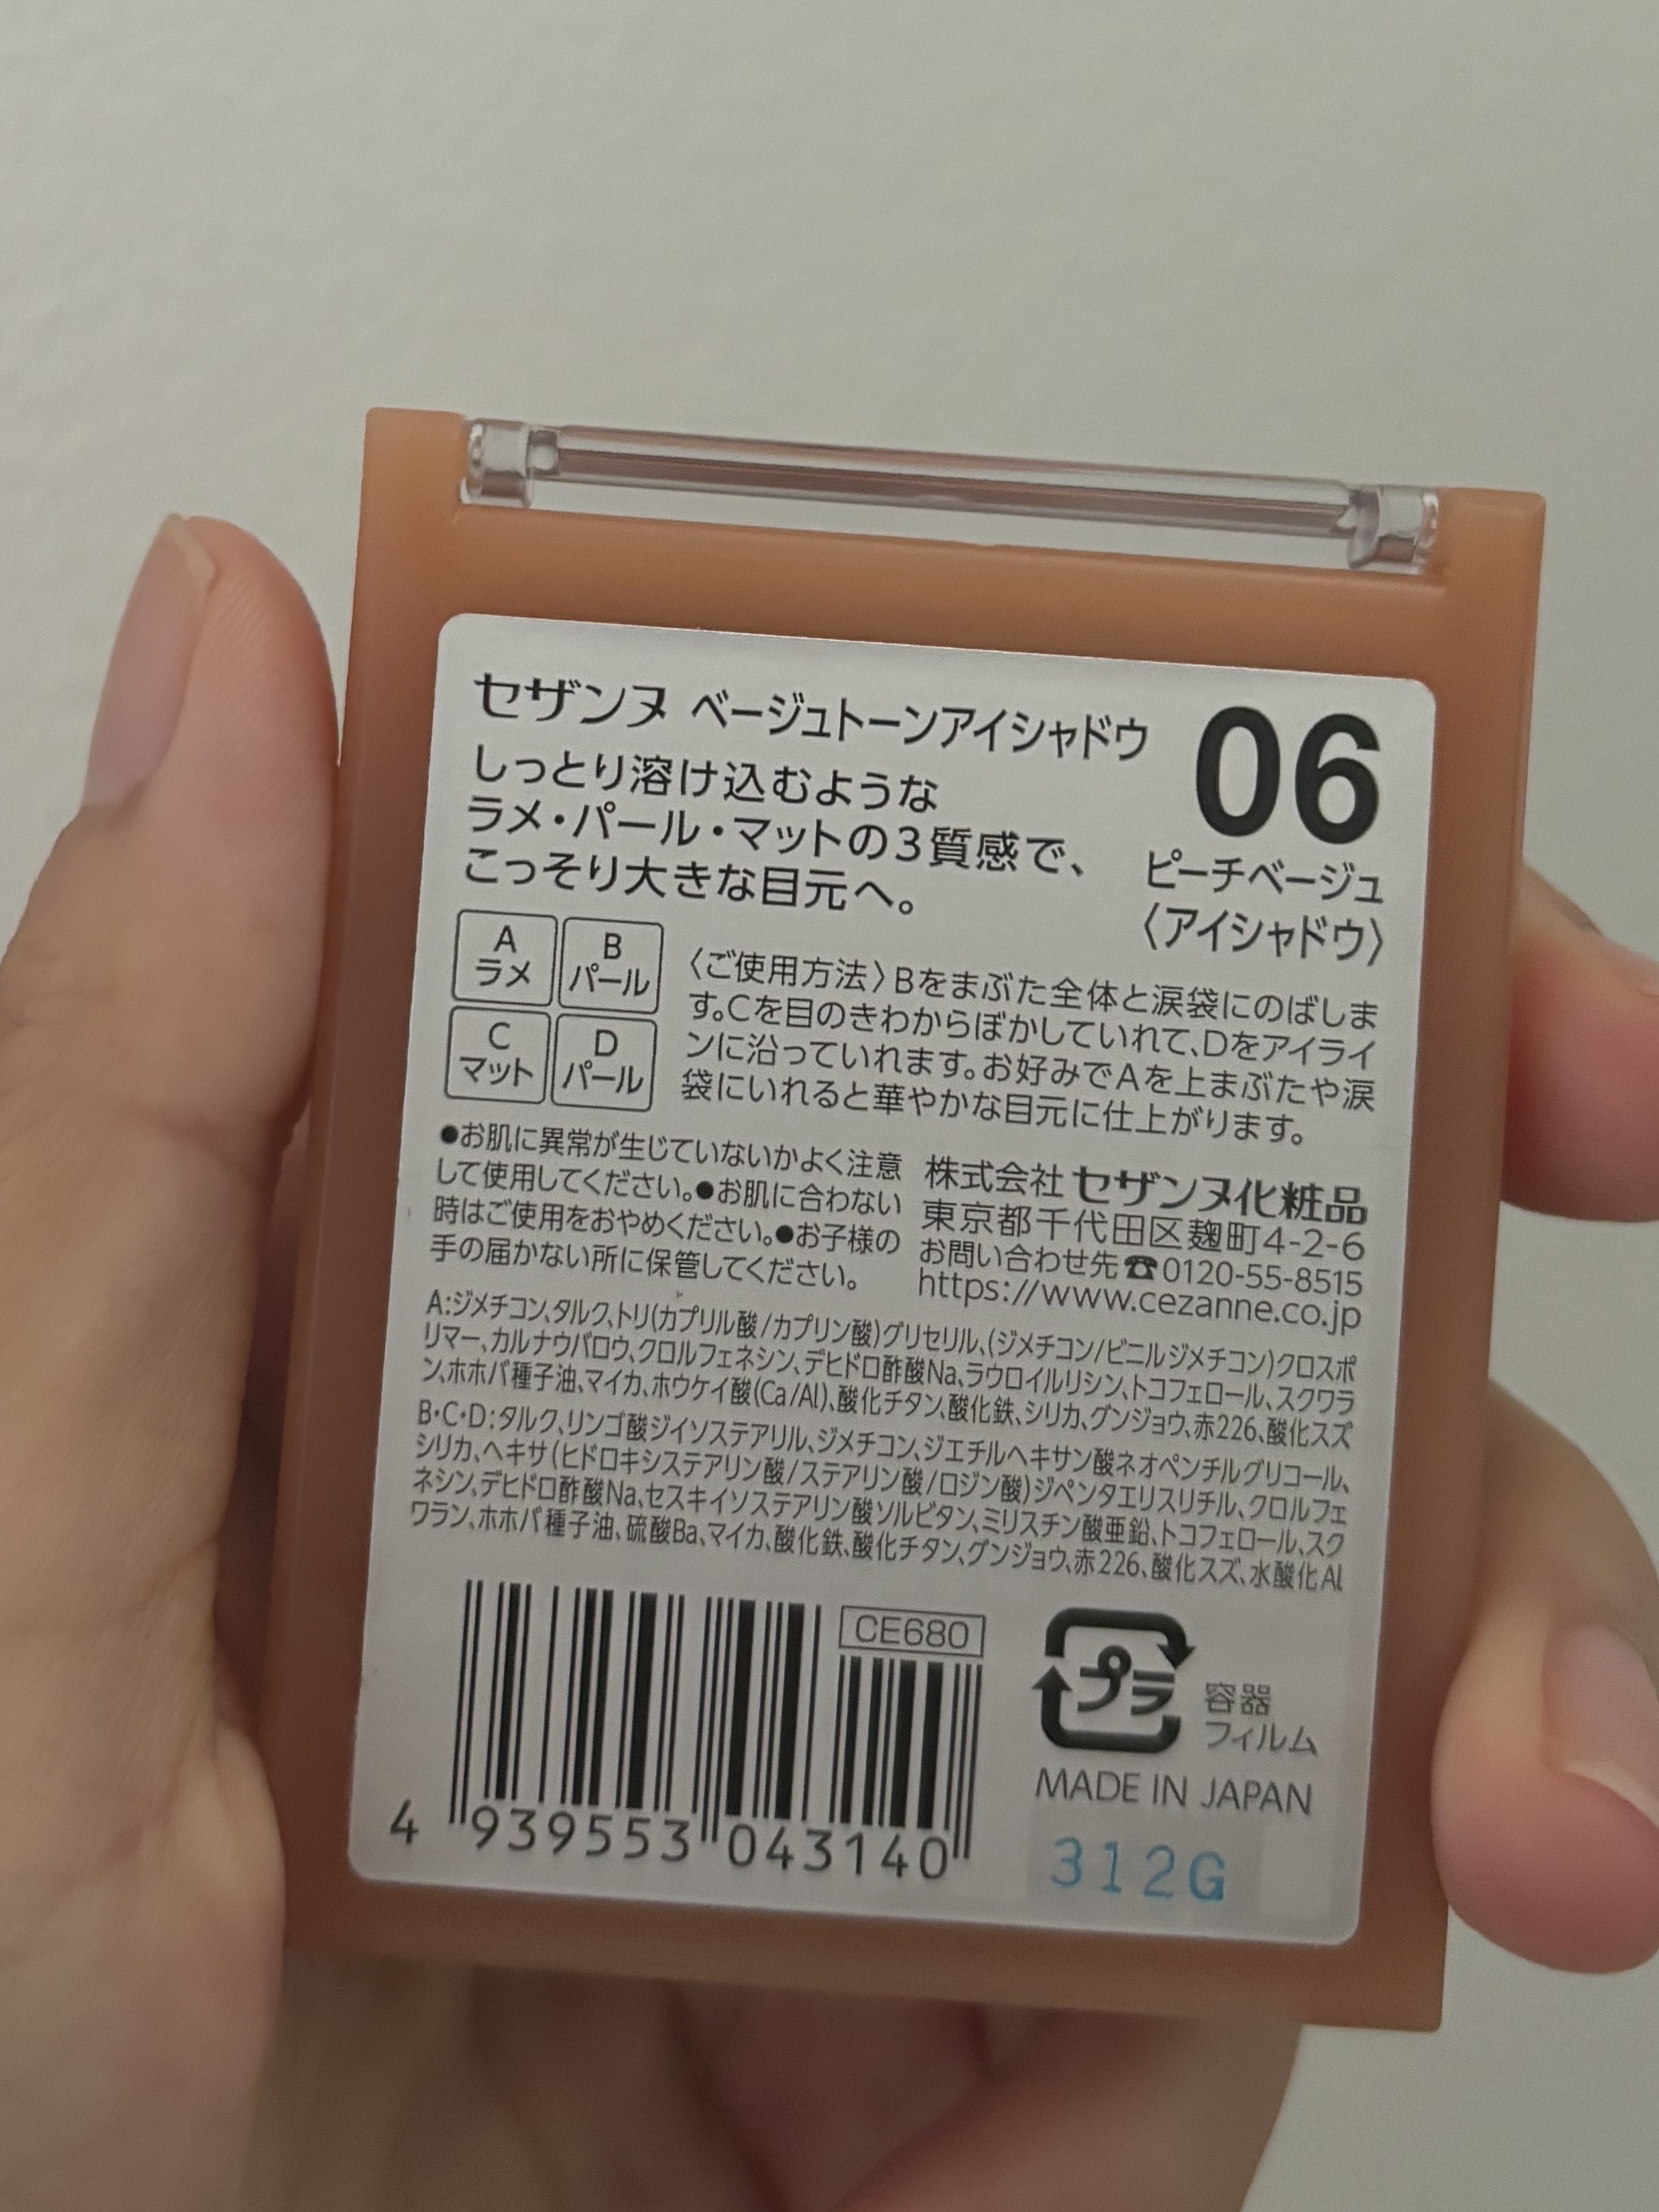 セザンヌ ベージュトーンアイシャドウ
06
ピーチベージュ
〈アイシャドウ〉
しっとり溶け込むような
ラメ・パール・マットの3質感で、
こっそり大きな目元へ。
A
ラメ
B
パール
C
マット
D
パール
〈ご使用方法〉Bをまぶた全体と涙袋にのばしま
す。Cを目のきわからぼかしていれて、Dをアイライ
ンに沿っていれます。お好みでAを上まぶたや涙
袋にいれると華やかな目元に仕上がります。
●お肌に異常が生じていないかよく注意
して使用してください。●お肌に合わない
時はご使用をおやめください。●お子様の
手の届かない所に保管してください。
株式会社 セザンヌ化粧品
東京都千代田区麹町4-2-6
お問い合わせ先☎0120-55-8515
https://www.cezanne.co.jp
A:ジメチコン、タルク、トリ(カプリル酸/カプリン酸)グリセリル、(ジメチコン/ビニルジメチコン)クロスポ
リマー、カルナウバロウ、クロルフェネシン、デヒドロ酢酸Na、ラウロイルリシン、トコフェロール、スクワラ
ン、ホホバ種子油、マイカ、ホウケイ酸(Ca/Al)、酸化チタン、酸化鉄、シリカ、グンジョウ、赤226、酸化スズ
B・C・D:タルク、リンゴ酸ジイソステアリル、ジメチコン、ジエチルヘキサン酸ネオペンチルグリコール、
シリカ、ヘキサ(ヒドロキシステアリン酸/ステアリン酸/ロジン酸)ジペンタエリスリチル、クロルフェ
ネシン、デヒドロ酢酸Na、セスキイソステアリン酸ソルビタン、ミリスチン酸亜鉛、トコフェロール、スク
ワラン、ホホバ種子油、硫酸Ba、マイカ、酸化鉄、酸化チタン、グンジョウ、赤226、酸化スズ、水酸化Al
CE680
4 939553 043140
プラ
容器
フィルム
MADE IN JAPAN
312G